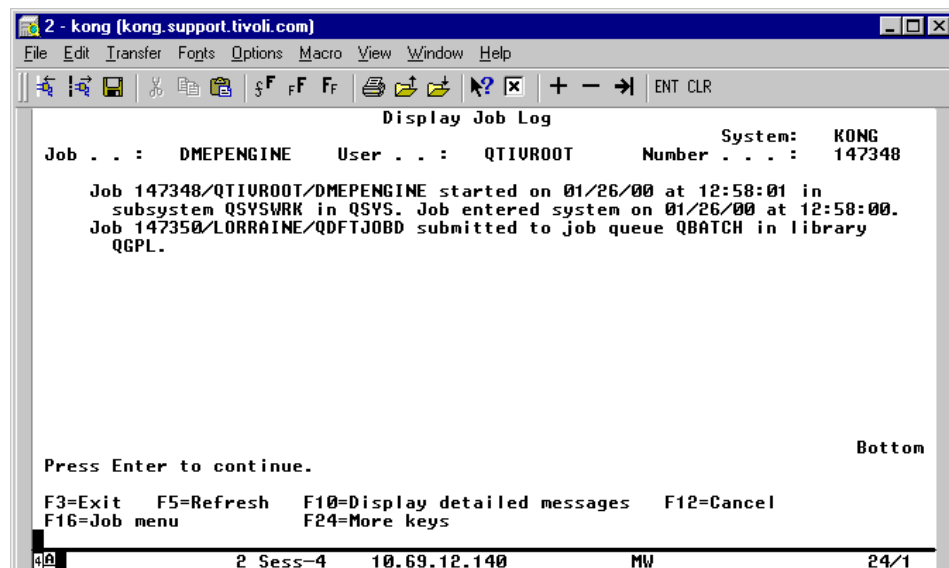 2 - kong (kong.support.tivoli.com)
File Edit Transfer Fonts Options Macro View Window Help
ENT CLR
Display Job Log
System: KONG
Job . . : DMEPENGINE User . . : QTIVROOT Number . . . : 147348
Job 147348/QTIVROOT/DMEPENGINE started on 01/26/00 at 12:58:01 in
subsystem QSYSWRK in QSYS. Job entered system on 01/26/00 at 12:58:00.
Job 147350/LORRAINE/QDFTJOBD submitted to job queue QBATCH in library
QGPL.
Bottom
Press Enter to continue.
F3=Exit F5=Refresh F10=Display detailed messages F12=Cancel
F16=Job menu F24=More keys
4A 2 Sess-4 10.69.12.140 MW 24/1